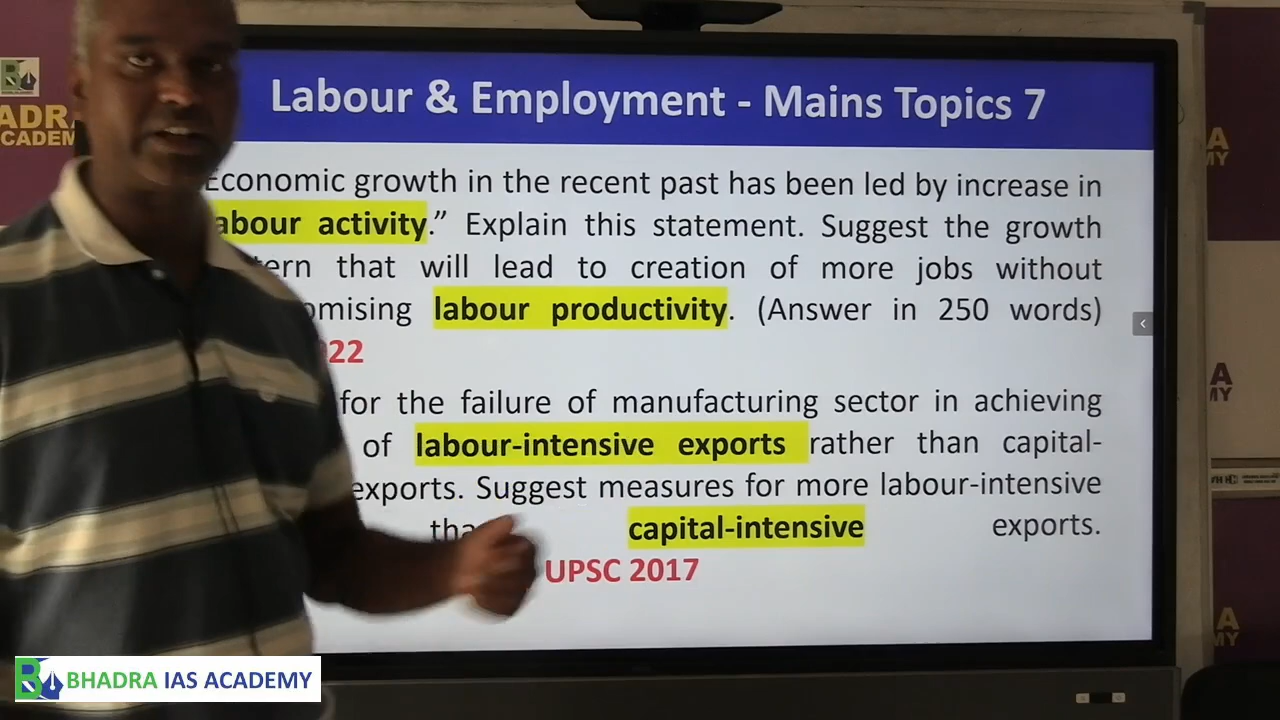 Labour & Employment - Mains Topics 7
Economic growth in the recent past has been led by increase in
labour activity.” Explain this statement. Suggest the growth
that will lead to creation of more jobs without
labour productivity. (Answer in 250 words)
22
for the failure of manufacturing sector in achieving
of labour-intensive exports rather than capital-
exports. Suggest measures for more labour-intensive
capital-intensive exports.
UPSC 2017
BHADRA IAS ACADEMY